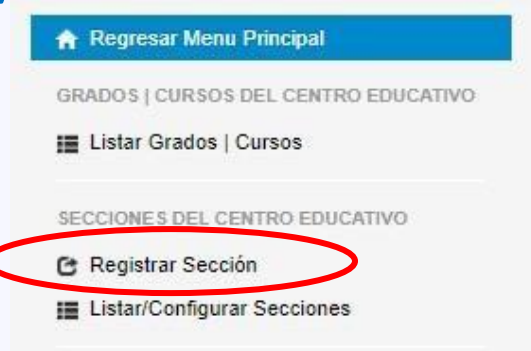 Regresar Menu Principal
GRADOS | CURSOS DEL CENTRO EDUCATIVO
Listar Grados | Cursos
SECCIONES DEL CENTRO EDUCATIVO
Registrar Sección
Listar/Configurar Secciones